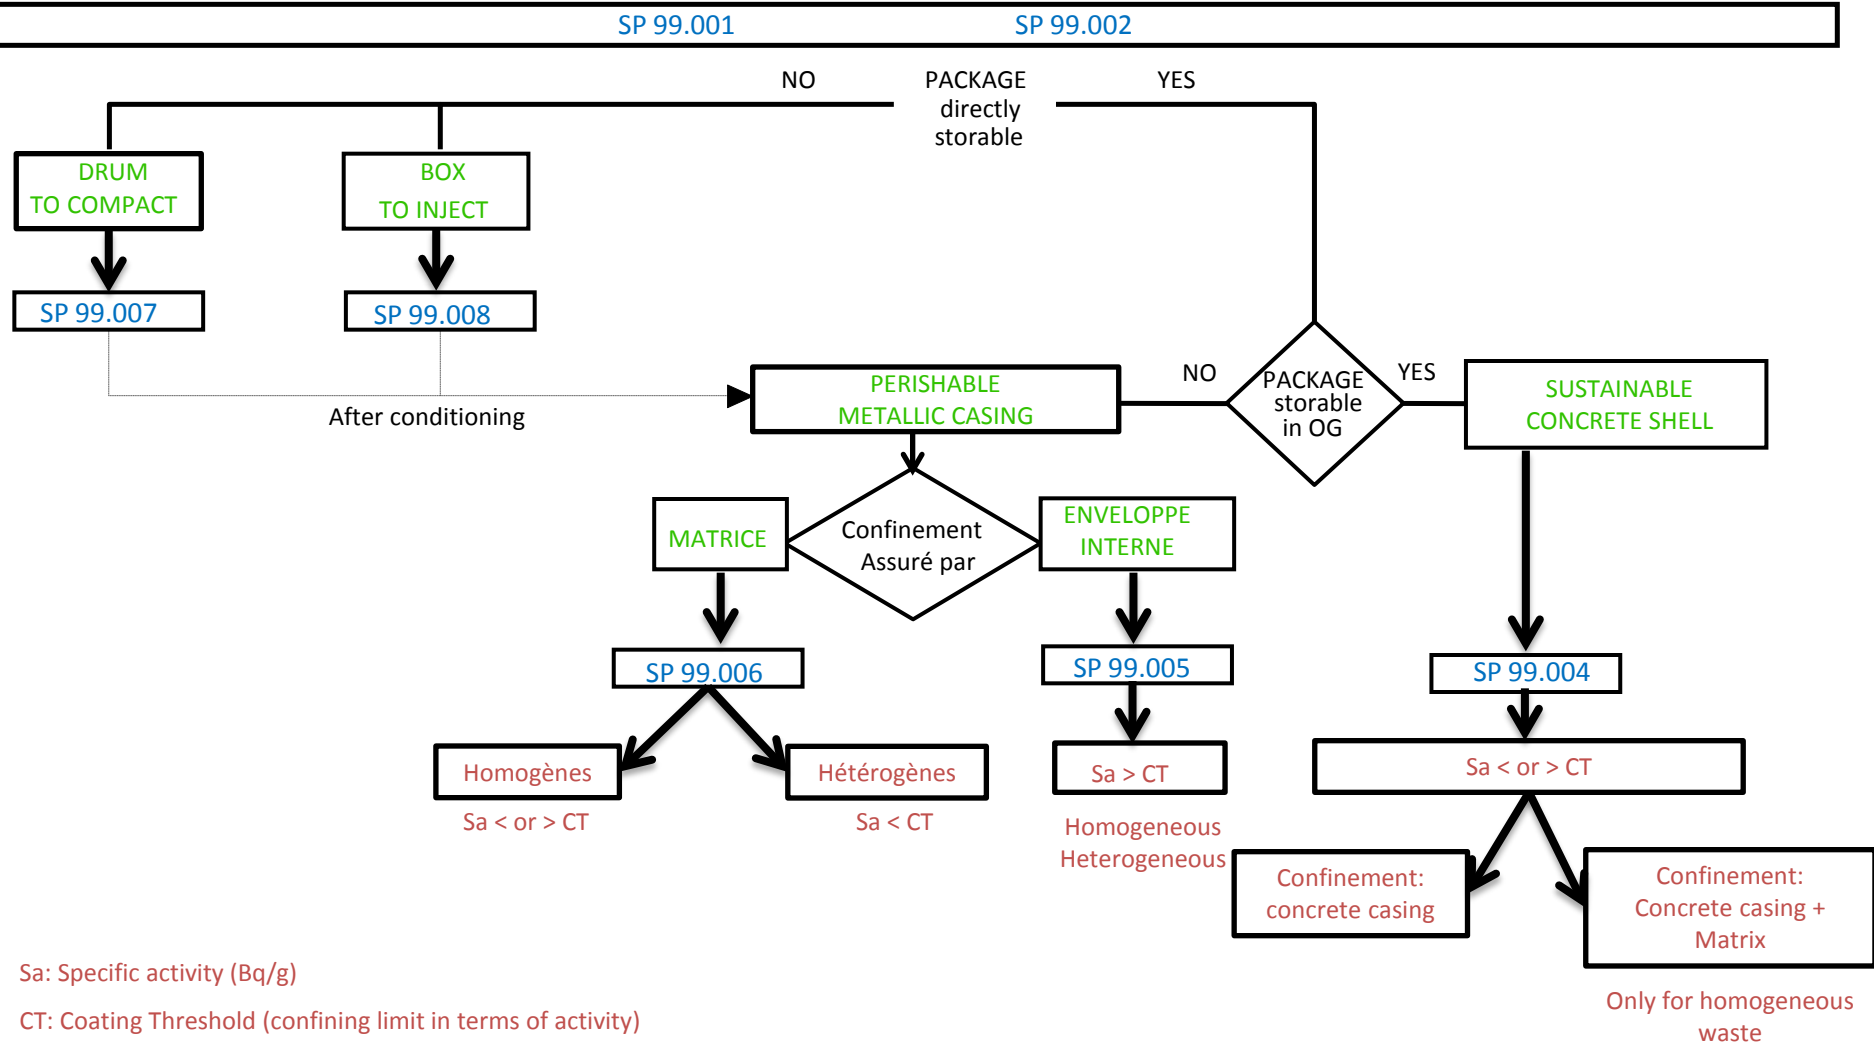 SP 99.001 SP 99.002
NO PACKAGE YES
directly
storable
DRUM
TO COMPACT
BOX
TO INJECT
SP 99.007
SP 99.008
After conditioning
PERISHABLE
METALLIC CASING
NO
PACKAGE
storable
in OG
YES
SUSTAINABLE
CONCRETE SHELL
MATRICE
Confinement
Assuré par
ENVELOPPE
INTERNE
SP 99.006
SP 99.005
SP 99.004
Homogènes
Sa < or > CT
Hétérogènes
Sa < CT
Sa > CT
Homogeneous
Heterogeneous
Sa < or > CT
Confinement:
concrete casing
Confinement:
Concrete casing +
Matrix
Only for homogeneous
waste
Sa: Specific activity (Bq/g)
CT: Coating Threshold (confining limit in terms of activity)